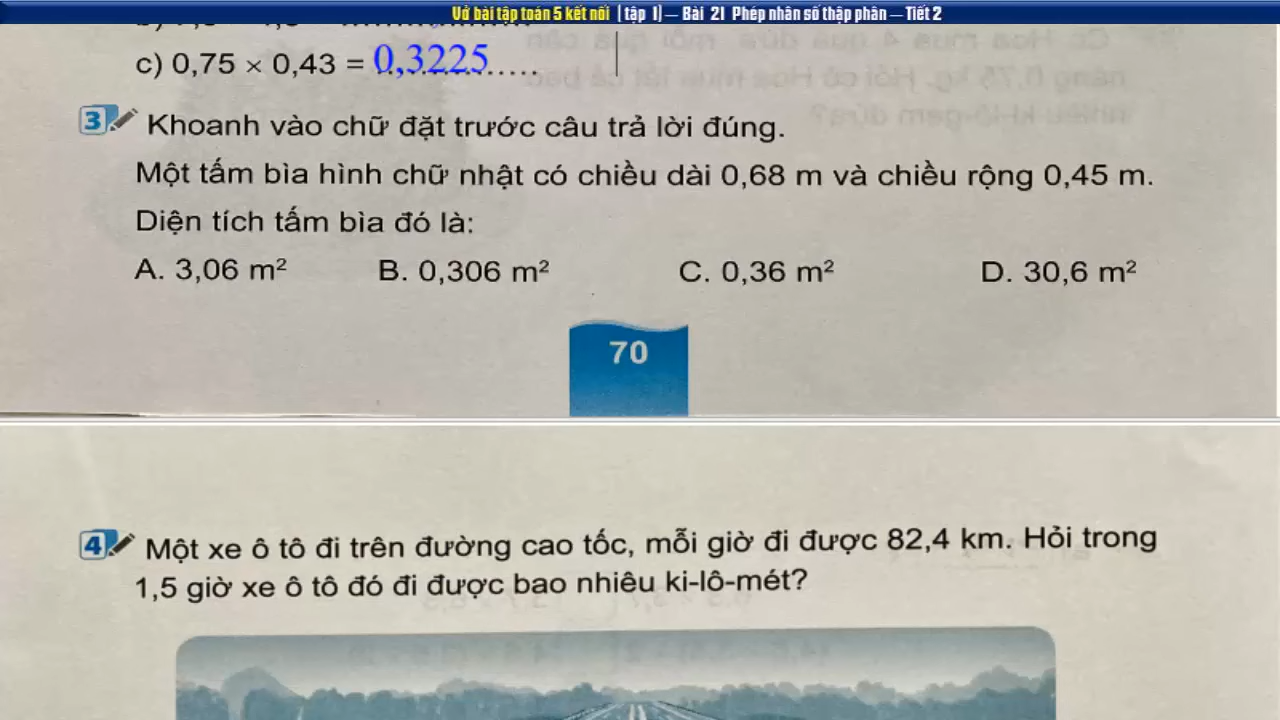 Vở bài tập toán 5 kết nối (tập 1) – Bài 21 Phép nhân số thập phân – Tiết 2
c) 0,75 × 0,43 = 0,3225
3 Khoanh vào chữ đặt trước câu trả lời đúng.
Một tấm bìa hình chữ nhật có chiều dài 0,68 m và chiều rộng 0,45 m.
Diện tích tấm bìa đó là:
A. 3,06 m² B. 0,306 m² C. 0,36 m² D. 30,6 m²
70
4 Một xe ô tô đi trên đường cao tốc, mỗi giờ đi được 82,4 km. Hỏi trong
1,5 giờ xe ô tô đó đi được bao nhiêu ki-lô-mét?